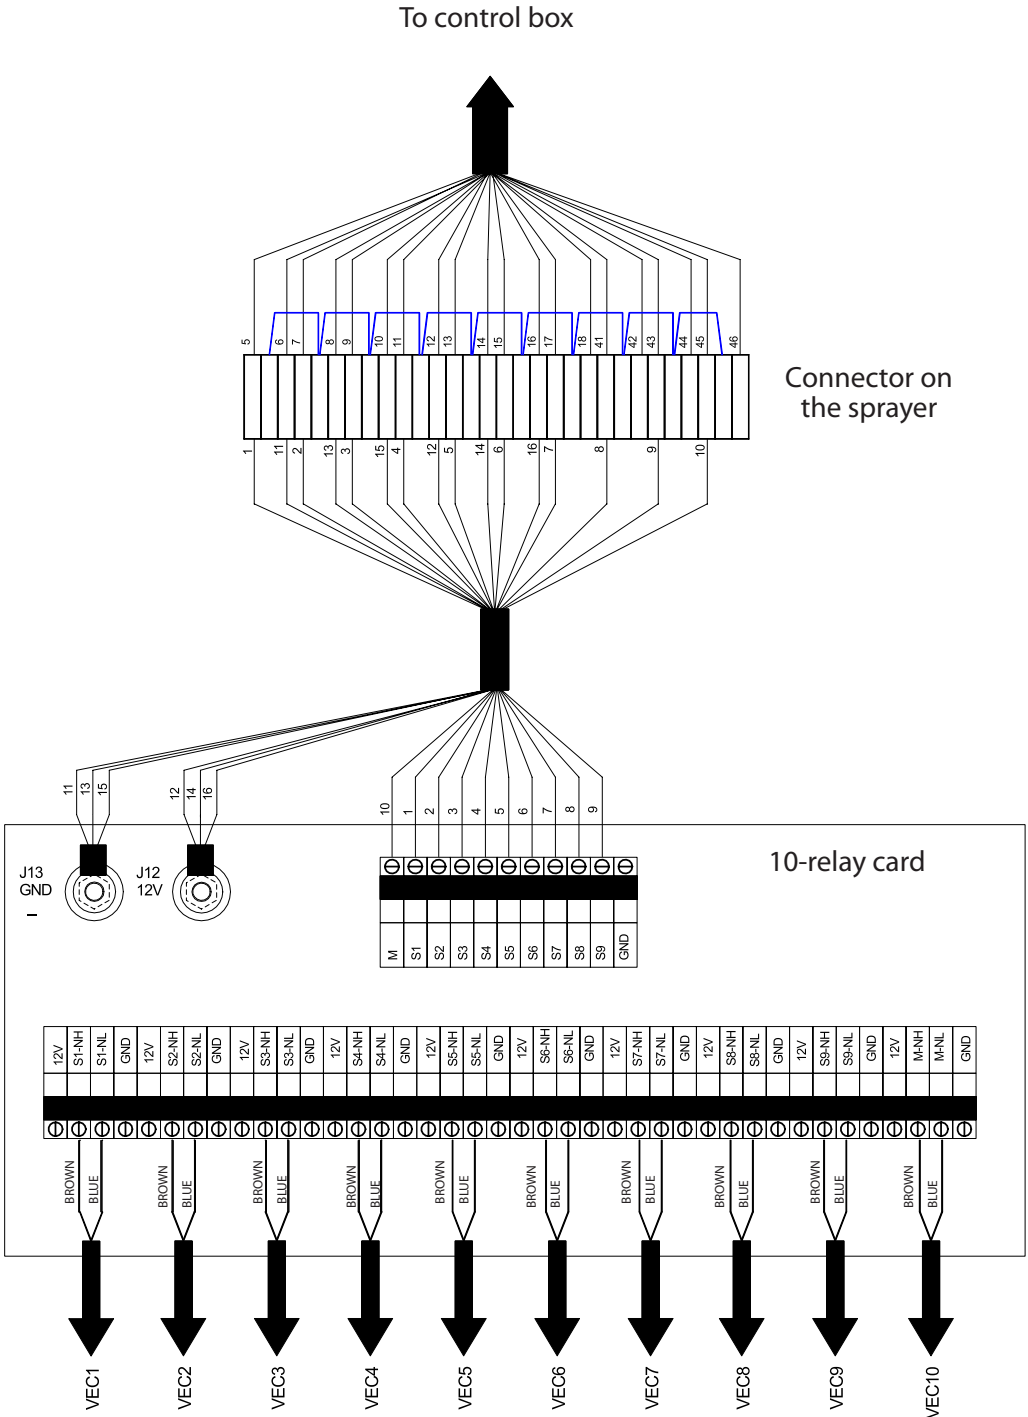 To control box
5 6 7 8 9 10 11 12 13 14 15 16 17 18 41 42 43 44 45 46
Connector on
the sprayer
1 11 2 13 3 15 4 12 5 14 6 16 7 8 9 10
11 13 15 12 14 16 10 1 2 3 4 5 6 7 8 9
10-relay card
J13
GND
–
J12
12V
M S1 S2 S3 S4 S5 S6 S7 S8 S9 GND
12V S1-NH S1-NL GND 12V S2-NH S2-NL GND 12V S3-NH S3-NL GND 12V S4-NH S4-NL GND 12V S5-NH S5-NL GND 12V S6-NH S6-NL GND 12V S7-NH S7-NL GND 12V S8-NH S8-NL GND 12V S9-NH S9-NL GND 12V M-NH M-NL GND
BROWN BLUE BROWN BLUE BROWN BLUE BROWN BLUE BROWN BLUE BROWN BLUE BROWN BLUE BROWN BLUE BROWN BLUE BROWN BLUE
VEC1 VEC2 VEC3 VEC4 VEC5 VEC6 VEC7 VEC8 VEC9 VEC10